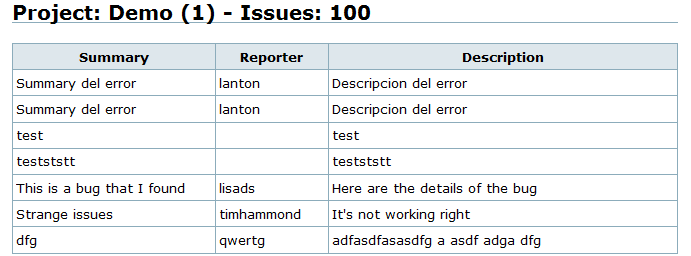 Project: Demo (1) - Issues: 100
Summary Reporter Description
Summary del error lanton Descripcion del error
Summary del error lanton Descripcion del error
test test
testststt testststt
This is a bug that I found lisads Here are the details of the bug
Strange issues timhammond It's not working right
dfg qwertg adfasdfasasdfg a asdf adga dfg